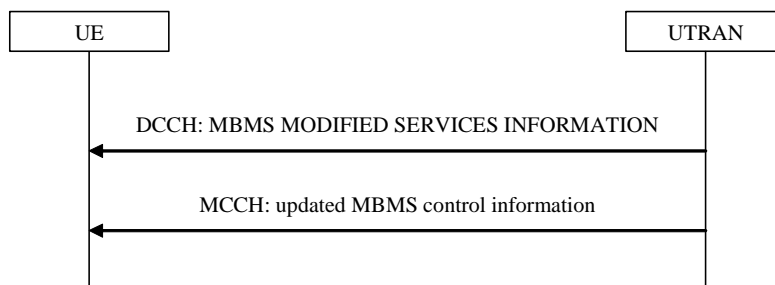 UE
UTRAN
DCCH: MBMS MODIFIED SERVICES INFORMATION
MCCH: updated MBMS control information